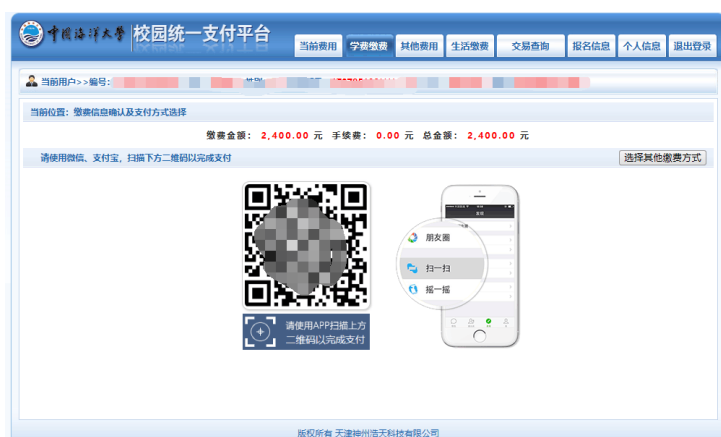 中国海洋大学 校园统一支付平台
当前费用 学费缴费 其他费用 生活缴费 交易查询 报名信息 个人信息 退出登录
当前用户>>编号:
当前位置：缴费信息确认及支付方式选择
缴费金额： 2,400.00 元 手续费： 0.00 元 总金额： 2,400.00 元
请使用微信、支付宝，扫描下方二维码以完成支付 选择其他缴费方式
发现
朋友圈
扫一扫
摇一摇
请使用APP扫描上方
二维码以完成支付
版权所有 天津神州浩天科技有限公司